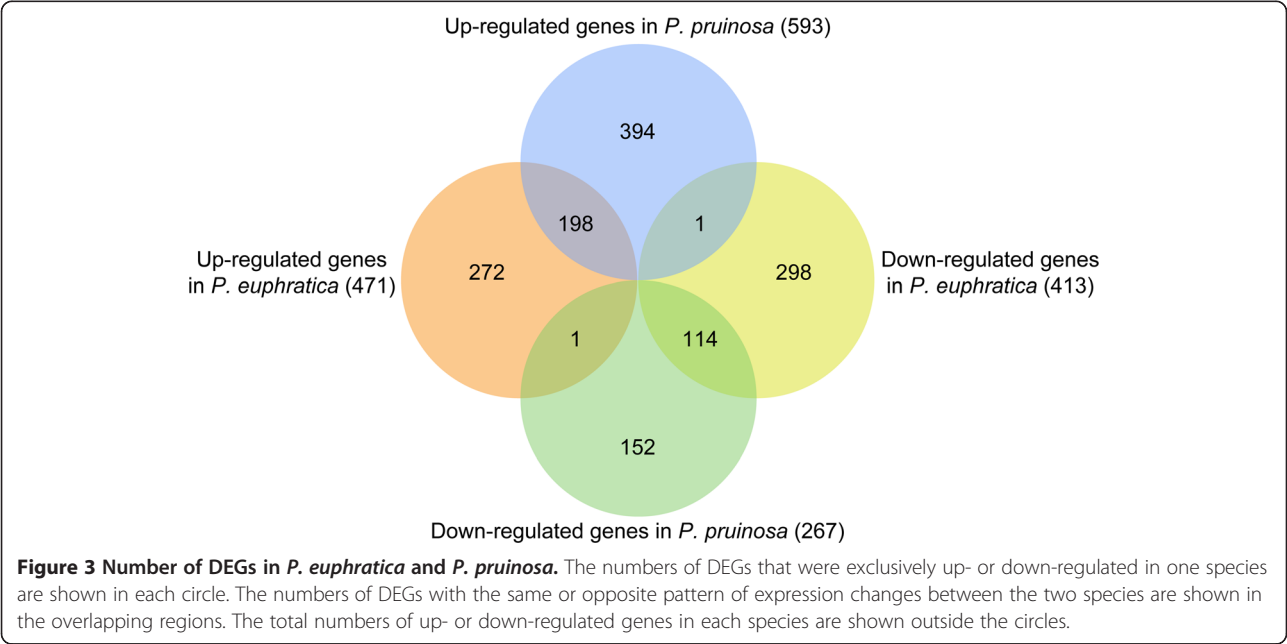 Up-regulated genes in P. pruinosa (593)
394
198
1
Up-regulated genes
in P. euphratica (471)
272
298
Down-regulated genes
in P. euphratica (413)
1
114
152
Down-regulated genes in P. pruinosa (267)
Figure 3 Number of DEGs in P. euphratica and P. pruinosa. The numbers of DEGs that were exclusively up- or down-regulated in one species
are shown in each circle. The numbers of DEGs with the same or opposite pattern of expression changes between the two species are shown in
the overlapping regions. The total numbers of up- or down-regulated genes in each species are shown outside the circles.